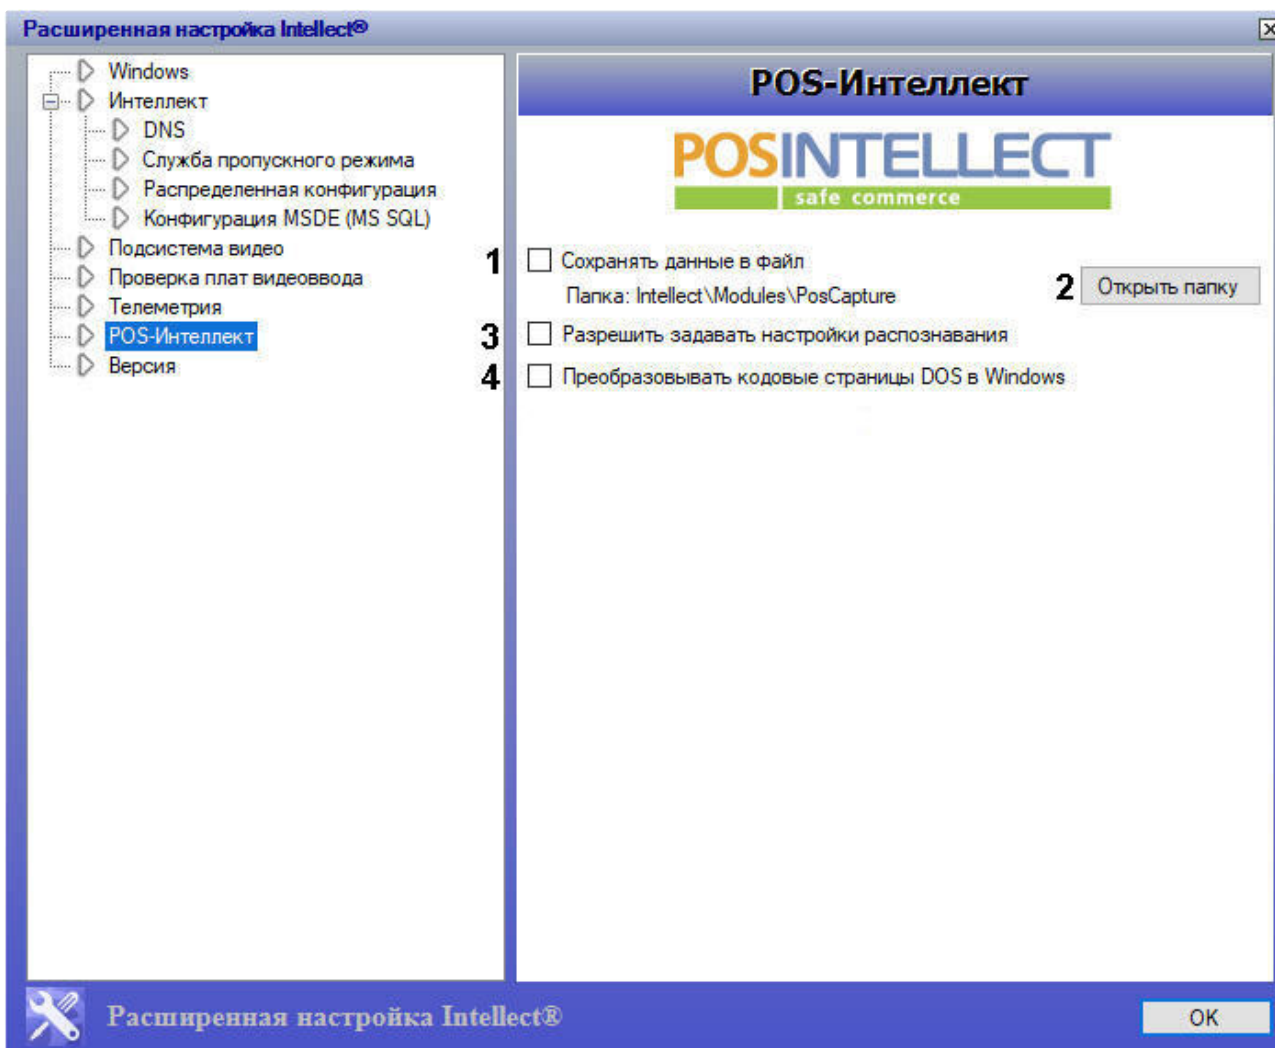 Расширенная настройка Intellect®
Windows
Интеллект
DNS
Служба пропускного режима
Распределенная конфигурация
Конфигурация MSDE (MS SQL)
Подсистема видео
Проверка плат видеоввода
Телеметрия
POS-Интеллект
Версия
POS-Интеллект
POSINTELLECT
safe commerce
1 Сохранять данные в файл
Папка: Intellect\Modules\PosCapture
2 Открыть папку
3 Разрешить задавать настройки распознавания
4 Преобразовывать кодовые страницы DOS в Windows
Расширенная настройка Intellect®
OK